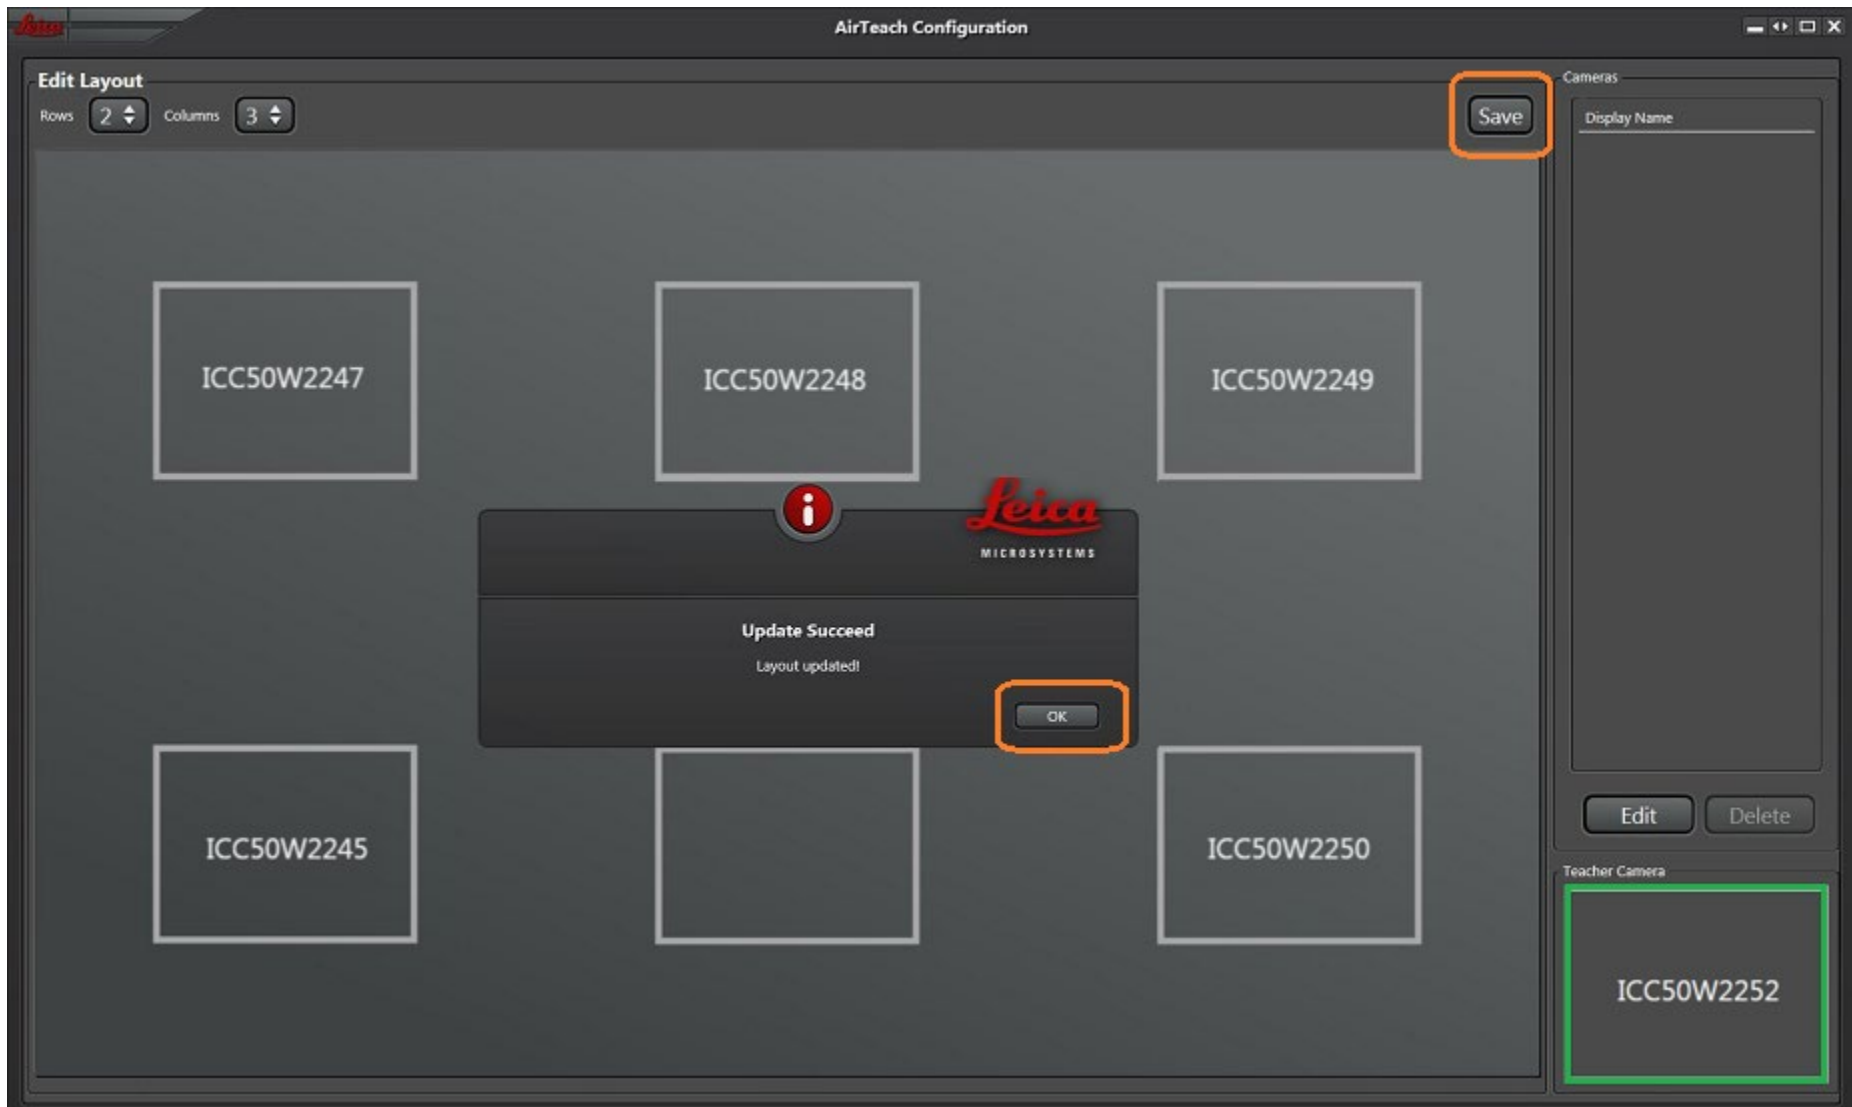 Leica
AirTeach Configuration
Edit Layout
Rows 2 Columns 3
Save
Cameras
Display Name
ICC50W2247
ICC50W2248
ICC50W2249
i
Leica
MICROSYSTEMS
Update Succeed
Layout updated!
OK
ICC50W2245
ICC50W2250
Edit
Delete
Teacher Camera
ICC50W2252